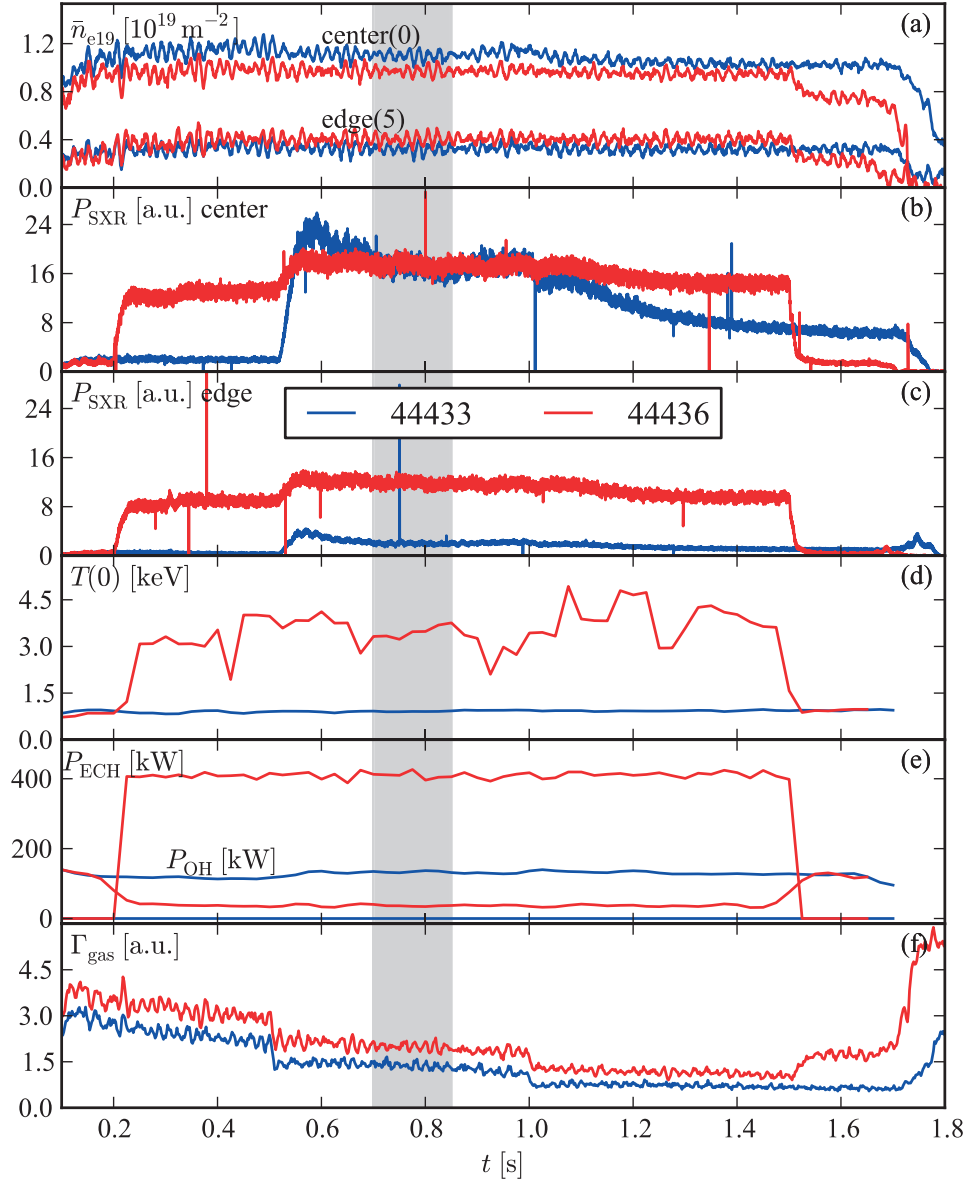 n̄e19 [10^19 m^−2] (a)
center(0)
edge(5)
1.2
0.8
0.4
0.0
PSXR [a.u.] center (b)
24
16
8
0
PSXR [a.u.] edge (c)
44433 44436
24
16
8
0
T(0) [keV] (d)
4.5
3.0
1.5
0.0
PECH [kW] (e)
400
200
POH [kW]
0
Γgas [a.u.] (f)
4.5
3.0
1.5
0.0
0.2 0.4 0.6 0.8 1.0 1.2 1.4 1.6 1.8
t [s]